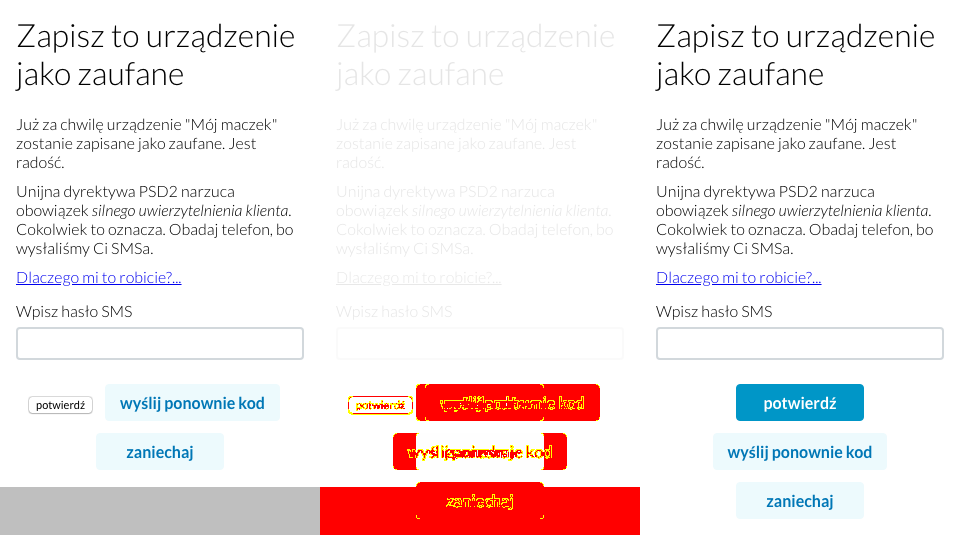 Zapisz to urządzenie
jako zaufane
Już za chwilę urządzenie "Mój maczek"
zostanie zapisane jako zaufane. Jest
radość.
Unijna dyrektywa PSD2 narzuca
obowiązek silnego uwierzytelnienia klienta.
Cokolwiek to oznacza. Obadaj telefon, bo
wysłaliśmy Ci SMSa.
Dlaczego mi to robicie?...
Wpisz hasło SMS
potwierdź wyślij ponownie kod
zaniechaj
Zapisz to urządzenie
jako zaufane
Już za chwilę urządzenie "Mój maczek"
zostanie zapisane jako zaufane. Jest
radość.
Unijna dyrektywa PSD2 narzuca
obowiązek silnego uwierzytelnienia klienta.
Cokolwiek to oznacza. Obadaj telefon, bo
wysłaliśmy Ci SMSa.
Dlaczego mi to robicie?...
Wpisz hasło SMS
potwierdź
zaniechaj
Zapisz to urządzenie
jako zaufane
Już za chwilę urządzenie "Mój maczek"
zostanie zapisane jako zaufane. Jest
radość.
Unijna dyrektywa PSD2 narzuca
obowiązek silnego uwierzytelnienia klienta.
Cokolwiek to oznacza. Obadaj telefon, bo
wysłaliśmy Ci SMSa.
Dlaczego mi to robicie?...
Wpisz hasło SMS
potwierdź
wyślij ponownie kod
zaniechaj